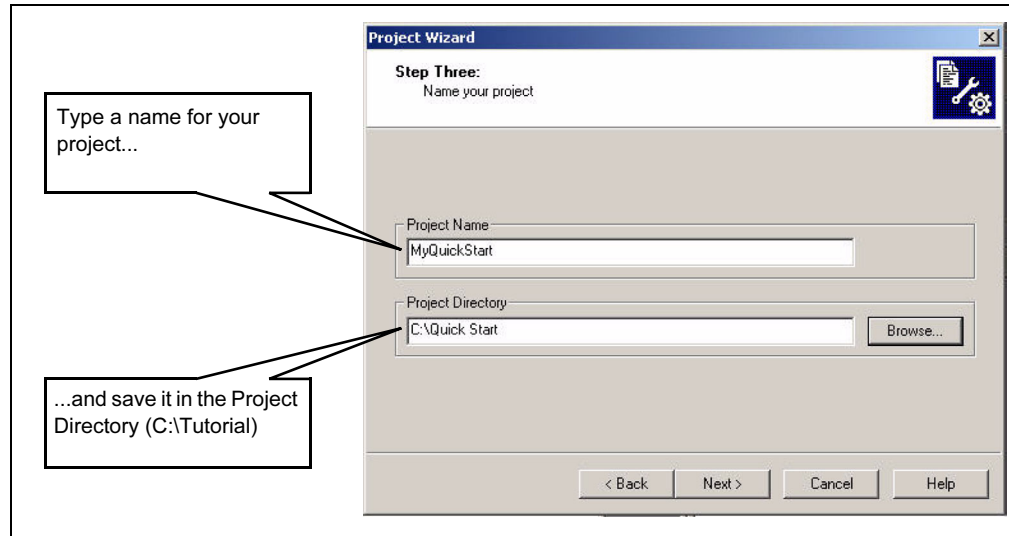 Project Wizard
Step Three:
Name your project
Type a name for your
project...
Project Name
MyQuickStart
Project Directory
C:\Quick Start
Browse...
...and save it in the Project
Directory (C:\Tutorial)
< Back
Next >
Cancel
Help